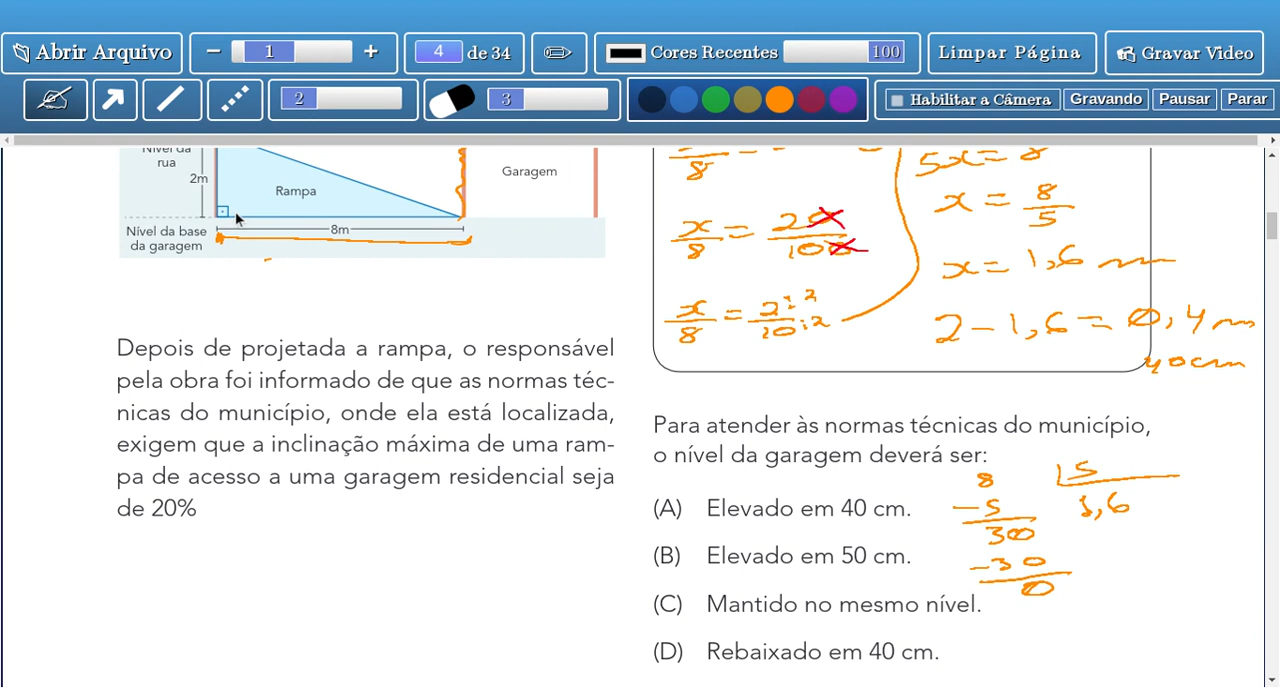 Abrir Arquivo
− 1 +
4 de 34
Cores Recentes 100
Limpar Página
Gravar Video
2
3
Habilitar a Câmera
Gravando
Pausar
Parar
Nível da
rua
2m
Rampa
Garagem
8m
Nível da base
da garagem
Depois de projetada a rampa, o responsável
pela obra foi informado de que as normas téc-
nicas do município, onde ela está localizada,
exigem que a inclinação máxima de uma ram-
pa de acesso a uma garagem residencial seja
de 20%
8
x/8 = 20/100
x/8 = 2:2/10:2
5x = 8
x = 8/5
x = 1,6 m
2 - 1,6 = 0,4 m
40cm
Para atender às normas técnicas do município,
o nível da garagem deverá ser:
(A) Elevado em 40 cm.
(B) Elevado em 50 cm.
(C) Mantido no mesmo nível.
(D) Rebaixado em 40 cm.
8 5
-5 1,6
30
-30
0